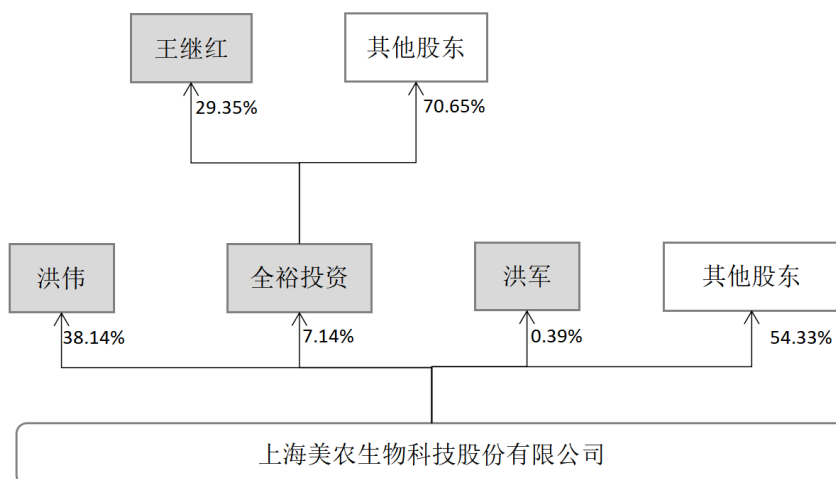 王继红
其他股东
29.35%
70.65%
洪伟
全裕投资
洪军
其他股东
38.14%
7.14%
0.39%
54.33%
上海美农生物科技股份有限公司